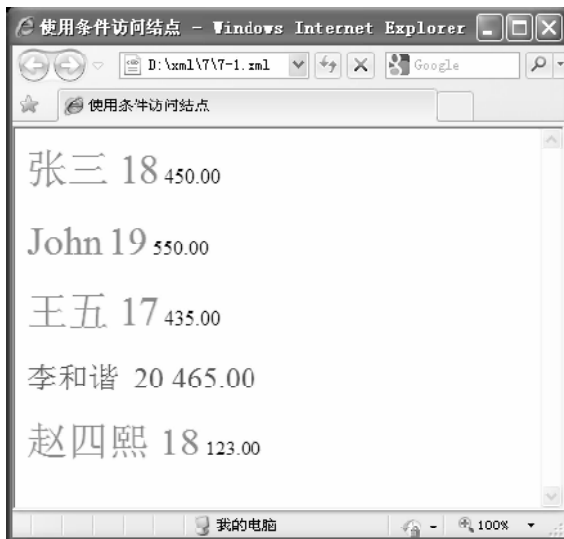 使用条件访问结点 - Windows Internet Explorer
D:\xml\7\7-1.xml
Google
使用条件访问结点
张三 18 450.00
John 19 550.00
王五 17 435.00
李和谐 20 465.00
赵四熙 18 123.00
我的电脑
100%